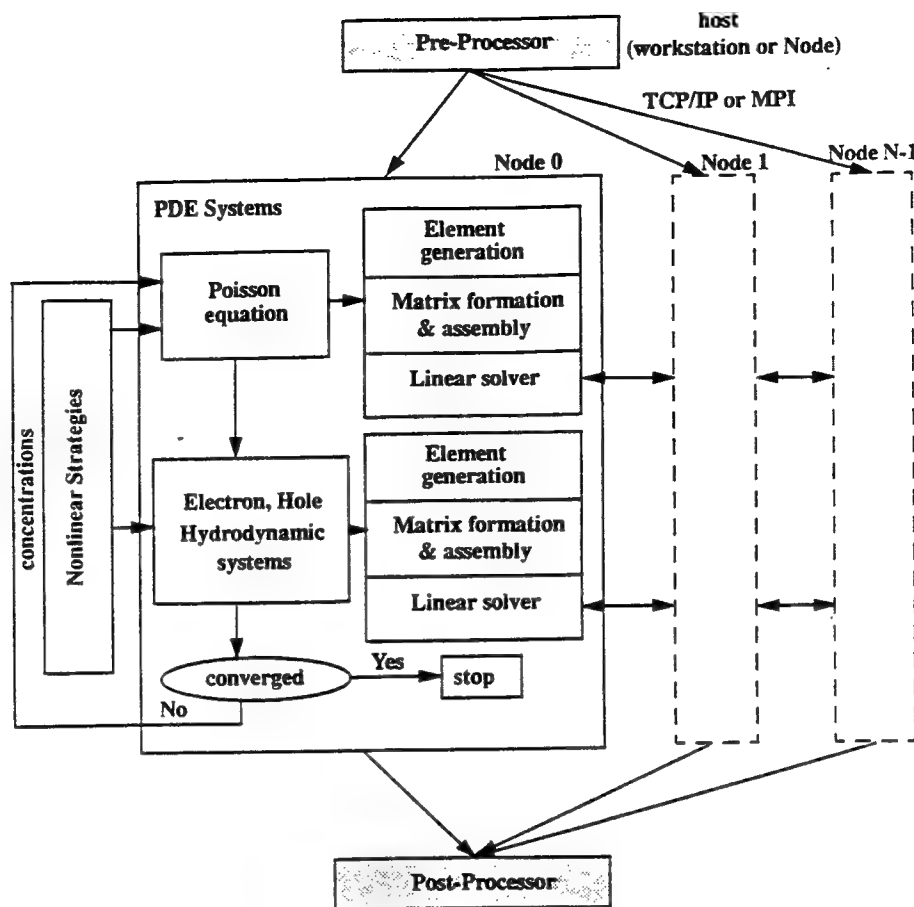 host
Pre-Processor
(workstation or Node)
TCP/IP or MPI
Node 0
Node 1
Node N-1
PDE Systems
Poisson
equation
Element
generation
Matrix formation
& assembly
Linear solver
concentrations
Nonlinear Strategies
Electron, Hole
Hydrodynamic
systems
Element
generation
Matrix formation
& assembly
Linear solver
converged
Yes
stop
No
Post-Processor